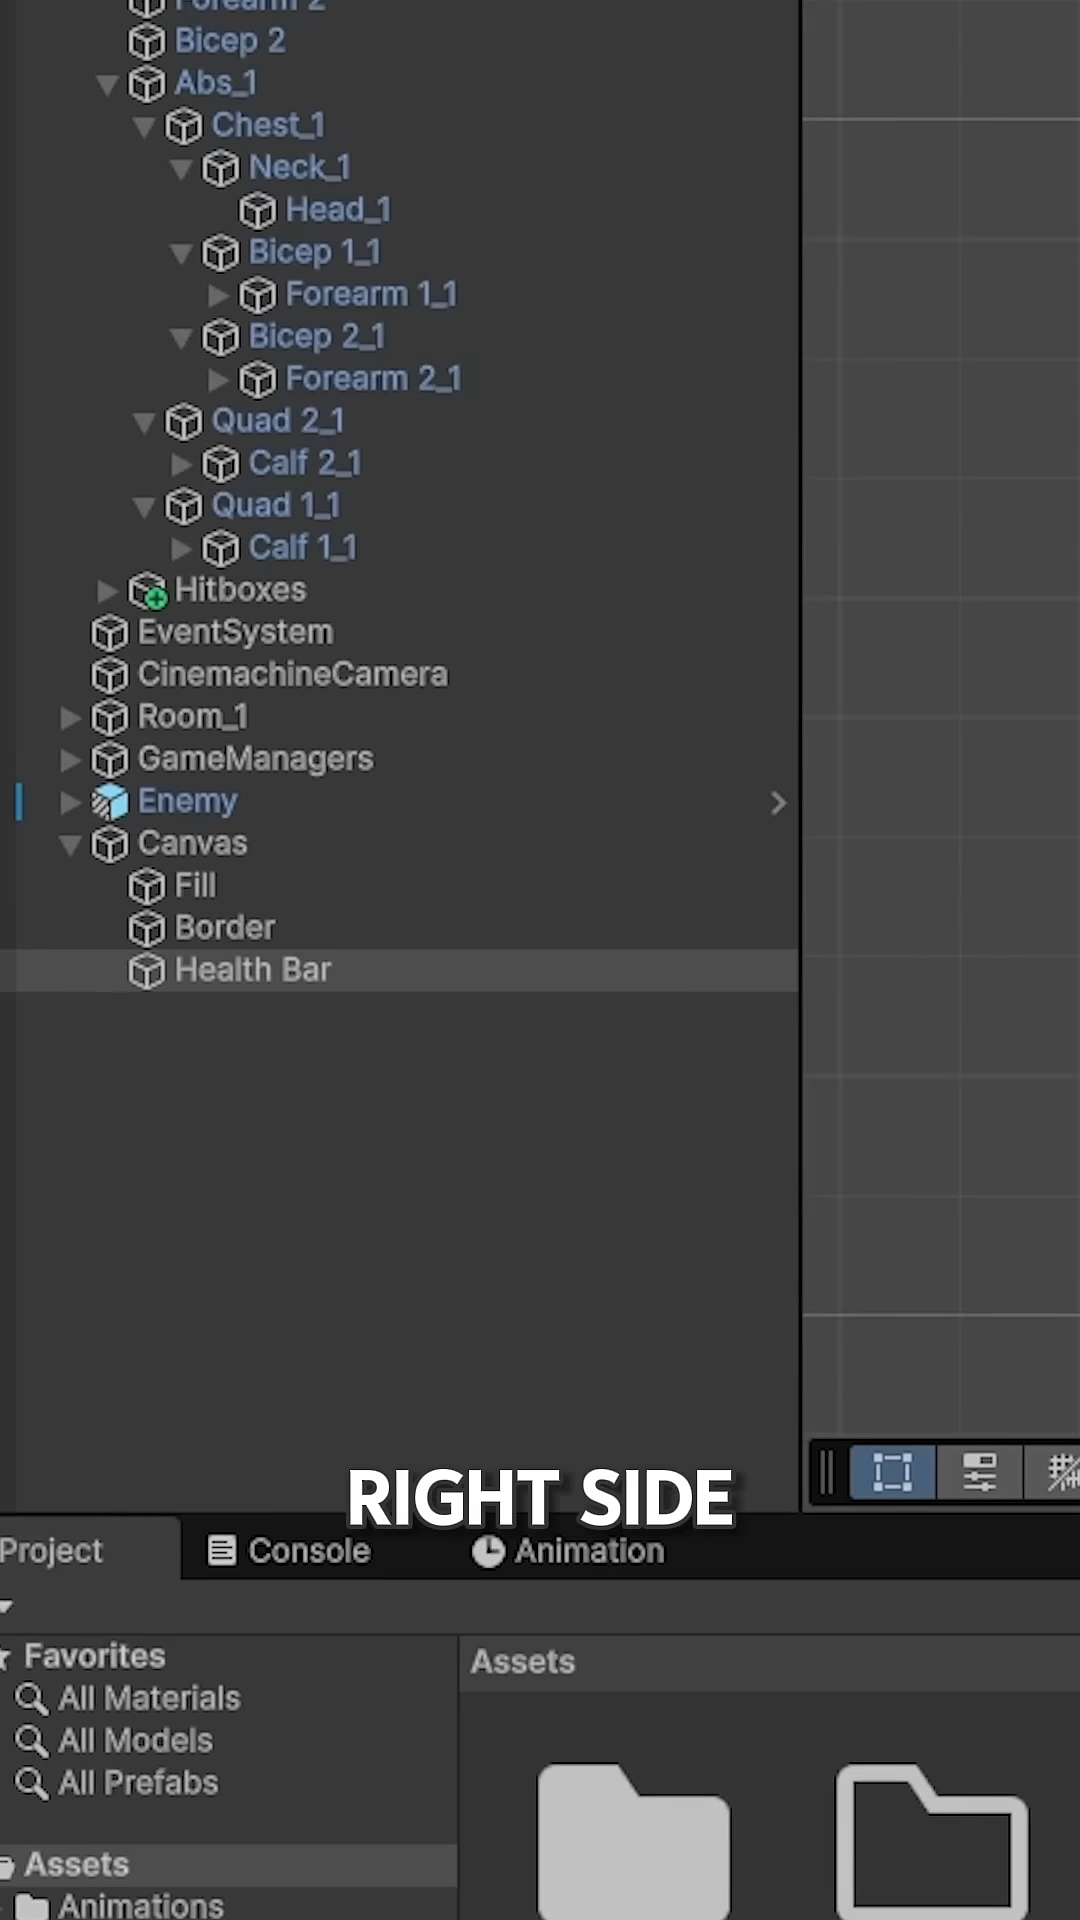 Forearm 2
Bicep 2
Abs_1
Chest_1
Neck_1
Head_1
Bicep 1_1
Forearm 1_1
Bicep 2_1
Forearm 2_1
Quad 2_1
Calf 2_1
Quad 1_1
Calf 1_1
Hitboxes
EventSystem
CinemachineCamera
Room_1
GameManagers
Enemy
Canvas
Fill
Border
Health Bar
RIGHT SIDE
Project
Console
Animation
Favorites
Assets
All Materials
All Models
All Prefabs
Assets
Animations